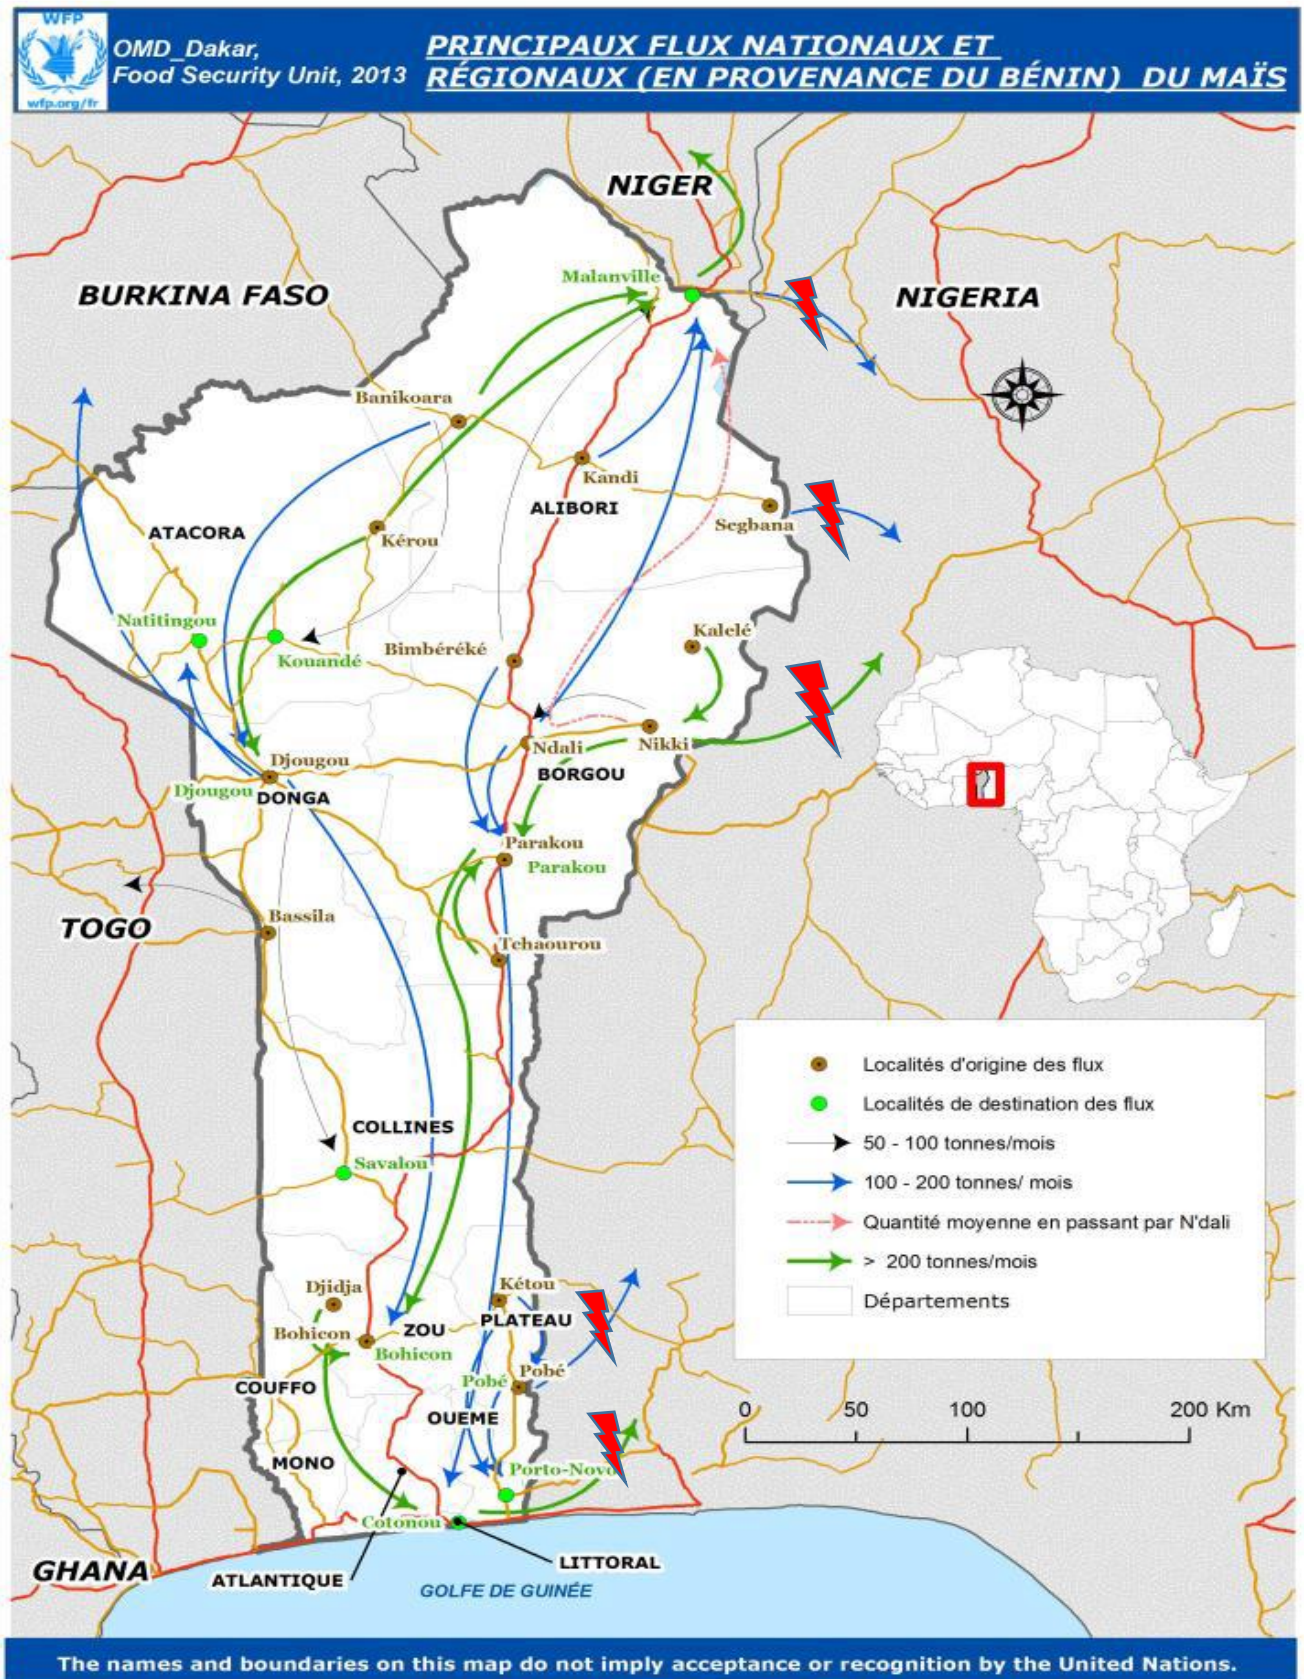 WFP
wfp.org/fr
OMD_Dakar,
Food Security Unit, 2013
PRINCIPAUX FLUX NATIONAUX ET
RÉGIONAUX (EN PROVENANCE DU BÉNIN) DU MAÏS
NIGER
Malanville
BURKINA FASO
NIGERIA
Banikoara
Kandi
ALIBORI
Segbana
ATACORA
Kérou
Natitingou
Kouandé
Bimbéréké
Kalelé
Ndali
Nikki
BORGOU
Djougou
Djougou
DONGA
Parakou
Parakou
Bassila
TOGO
Tchaourou
COLLINES
Savalou
Localités d'origine des flux
Localités de destination des flux
50 - 100 tonnes/mois
100 - 200 tonnes/ mois
Quantité moyenne en passant par N'dali
> 200 tonnes/mois
Départements
Djidja
Kétou
Bohicon
ZOU
PLATEAU
Bohicon
Pobé
Pobé
COUFFO
OUEME
0 50 100 200 Km
MONO
Porto-Novo
Cotonou
LITTORAL
GHANA
ATLANTIQUE
GOLFE DE GUINÉE
The names and boundaries on this map do not imply acceptance or recognition by the United Nations.